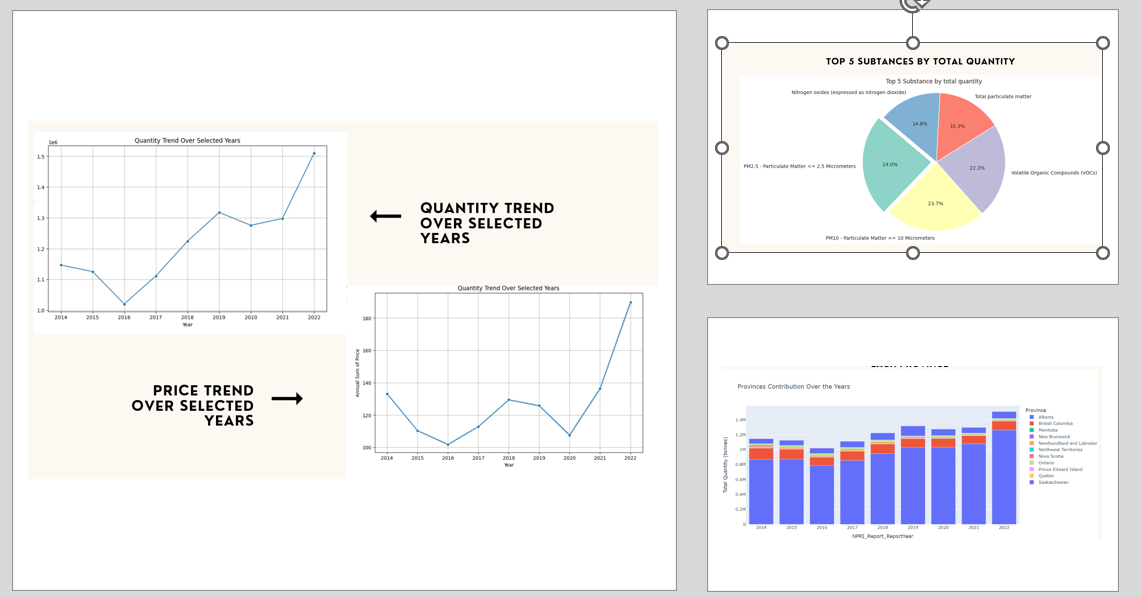 1e6
Quantity Trend Over Selected Years
1.5
1.4
1.3
1.2
1.1
1.0
2014 2015 2016 2017 2018 2019 2020 2021 2022
Year
QUANTITY TREND
OVER SELECTED
YEARS
PRICE TREND
OVER SELECTED
YEARS
Quantity Trend Over Selected Years
Annual Sum of Price
180
160
140
120
100
2014 2015 2016 2017 2018 2019 2020 2021 2022
Year
TOP 5 SUBTANCES BY TOTAL QUANTITY
Top 5 Substance by total quantity
Nitrogen oxides (expressed as nitrogen dioxide)
Total particulate matter
14.8%
15.3%
PM2.5 - Particulate Matter <= 2.5 Micrometers
24.0%
22.3%
Volatile Organic Compounds (VOCs)
23.7%
PM10 - Particulate Matter <= 10 Micrometers
Provinces Contribution Over the Years
Total Quantity (tonnes)
1.4M
1.2M
1M
0.8M
0.6M
0.4M
0.2M
0
2014 2015 2016 2017 2018 2019 2020 2021 2022
NPRI_Report_ReportYear
Province
Alberta
British Columbia
Manitoba
New Brunswick
Newfoundland and Labrador
Northwest Territories
Nova Scotia
Ontario
Prince Edward Island
Quebec
Saskatchewan